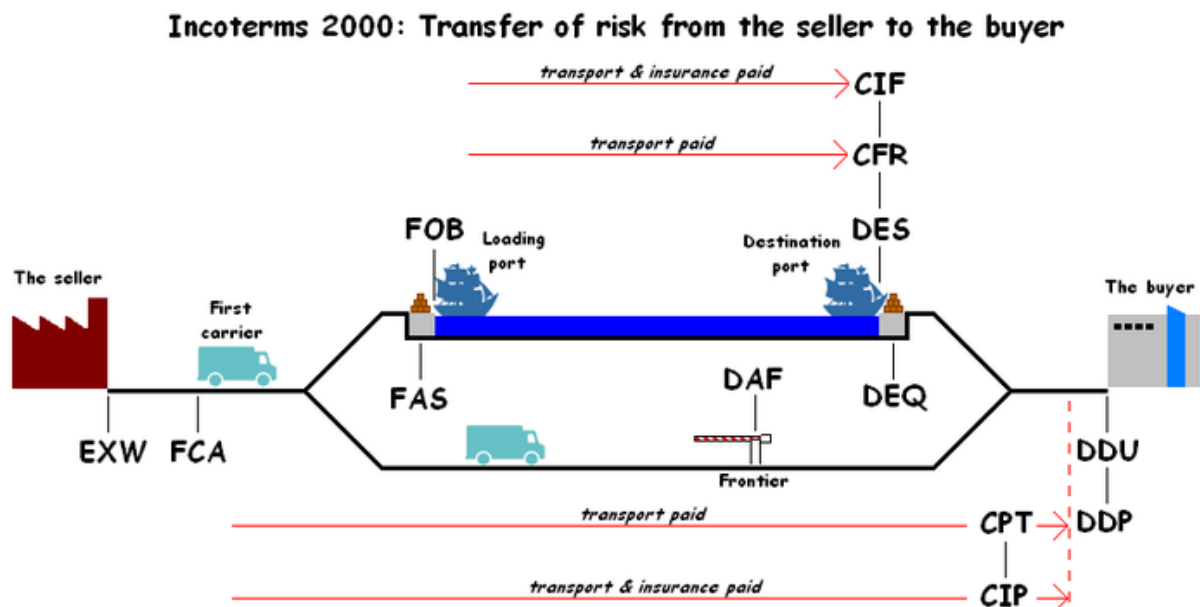 Incoterms 2000: Transfer of risk from the seller to the buyer
transport & insurance paid
CIF
transport paid
CFR
FOB
Loading
port
Destination
port
DES
The seller
First
carrier
The buyer
FAS
DAF
DEQ
EXW
FCA
Frontier
DDU
transport paid
CPT
DDP
transport & insurance paid
CIP